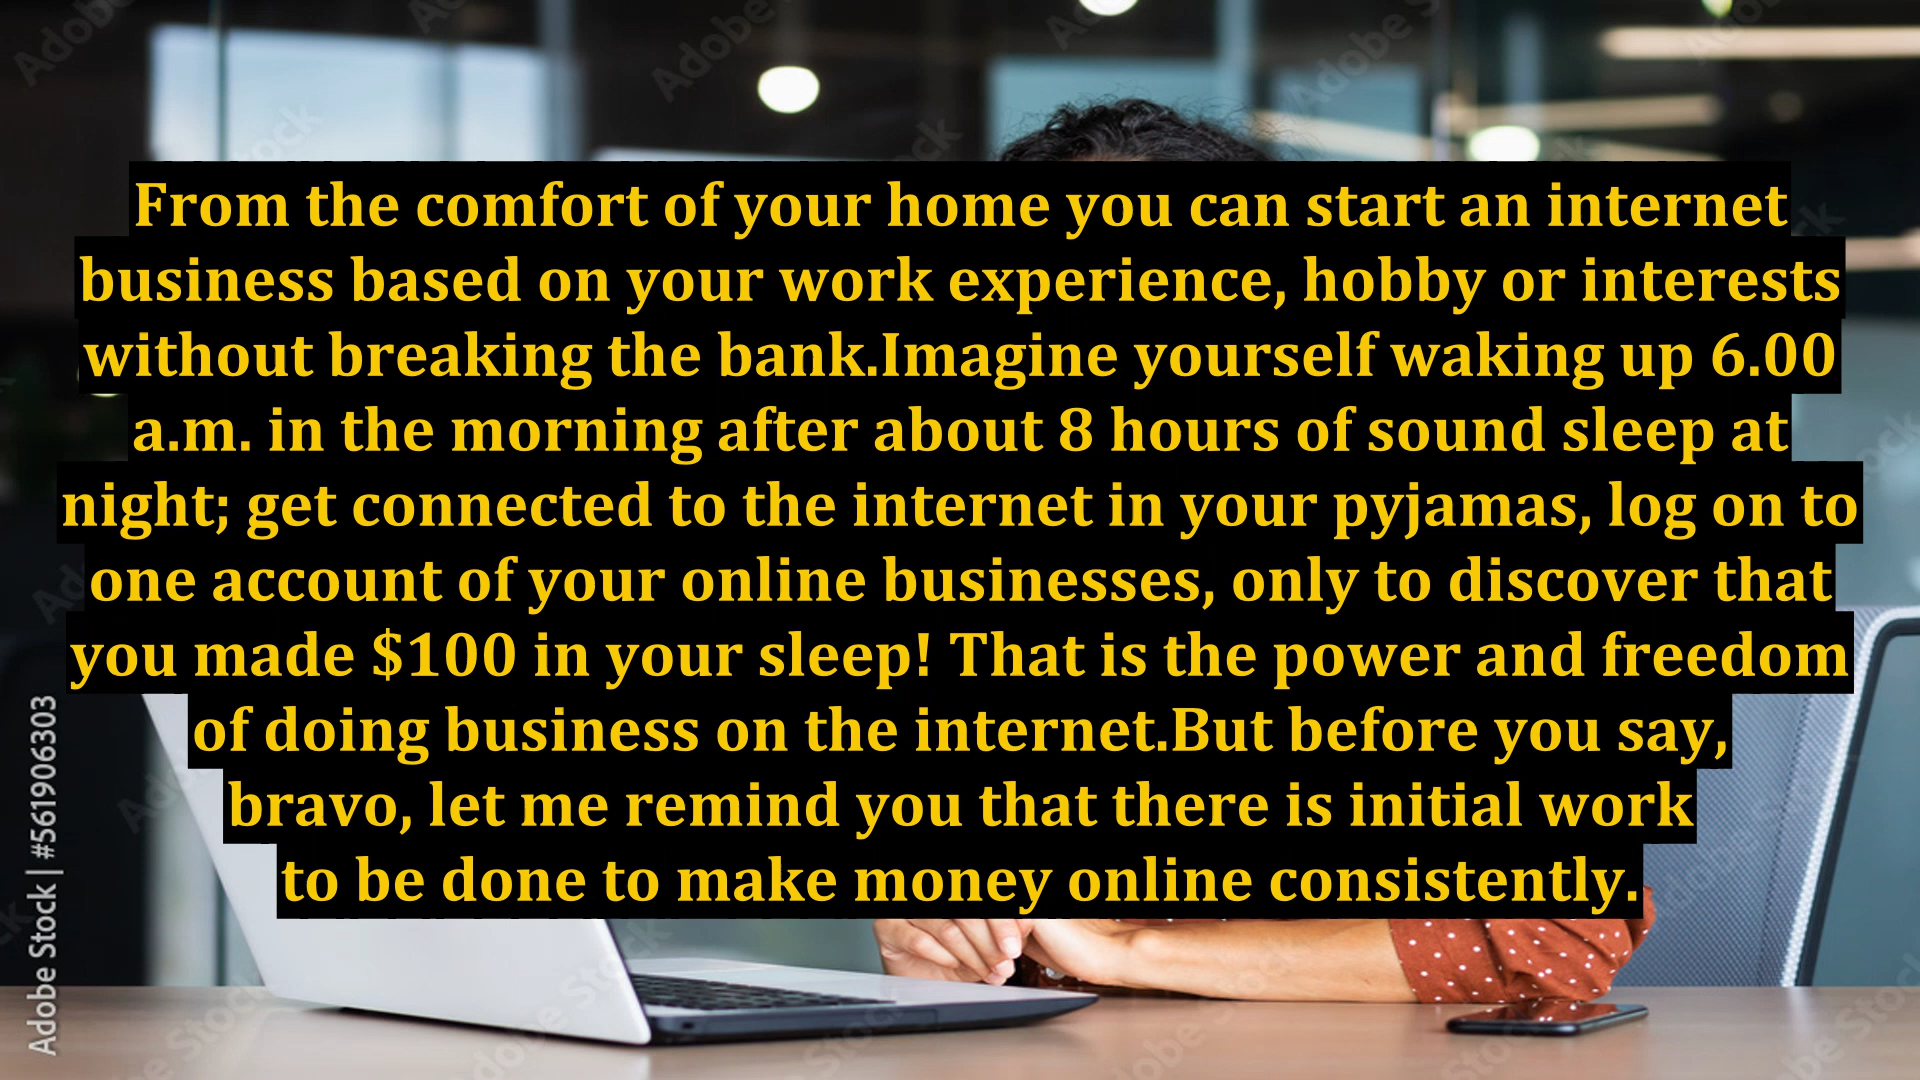 From the comfort of your home you can start an internet
business based on your work experience, hobby or interests
without breaking the bank.Imagine yourself waking up 6.00
a.m. in the morning after about 8 hours of sound sleep at
night; get connected to the internet in your pyjamas, log on to
one account of your online businesses, only to discover that
you made $100 in your sleep! That is the power and freedom
of doing business on the internet.But before you say,
bravo, let me remind you that there is initial work
to be done to make money online consistently.
Adobe Stock | #561906303